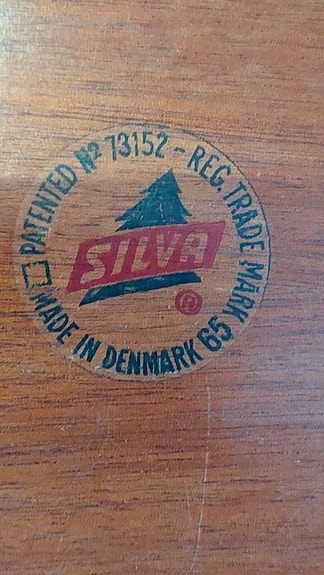 PATENTED Nº 73152 - REG. TRADE MARK
SILVA
®
MADE IN DENMARK 65